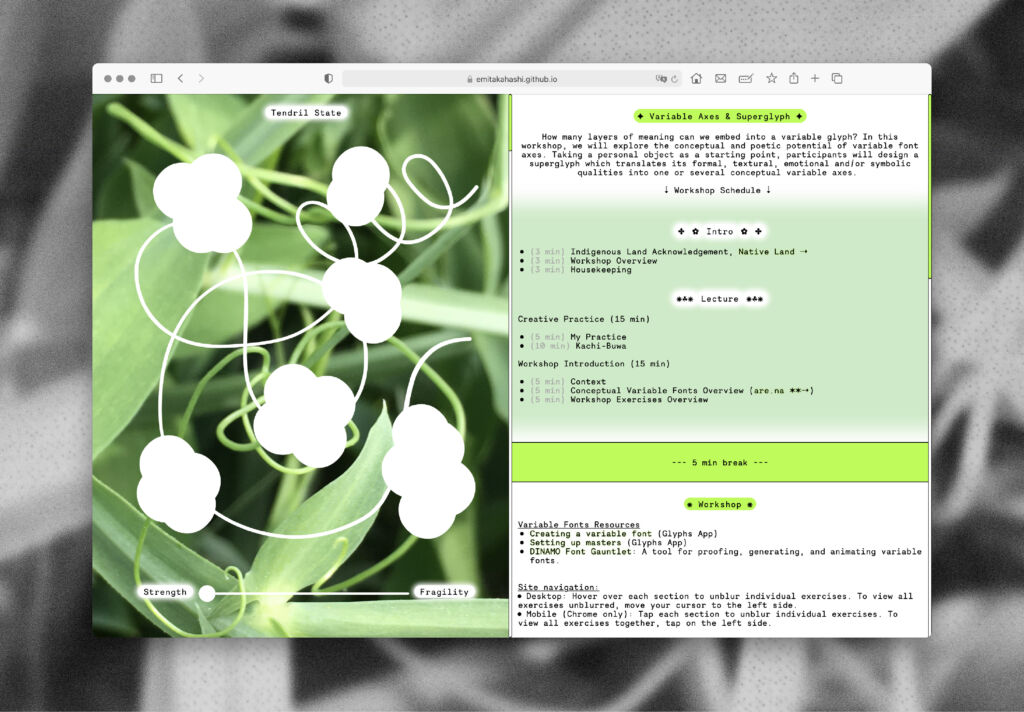 emitakahashi.github.io
Tendril State
Strength
Fragility
✦ Variable Axes & Superglyph ✦
How many layers of meaning can we embed into a variable glyph? In this
workshop, we will explore the conceptual and poetic potential of variable font
axes. Taking a personal object as a starting point, participants will design a
superglyph which translates its formal, textural, emotional and/or symbolic
qualities into one or several conceptual variable axes.
↓ Workshop Schedule ↓
✤ ✿ Intro ✿ ✤
● (3 min) Indigenous Land Acknowledgement, Native Land ➝
● (3 min) Workshop Overview
● (3 min) Housekeeping
✸☘✸ Lecture ✸☘✸
Creative Practice (15 min)
● (5 min) My Practice
● (10 min) Kachi-Buwa
Workshop Introduction (15 min)
● (5 min) Context
● (5 min) Conceptual Variable Fonts Overview (are.na ✶✶➝)
● (5 min) Workshop Exercises Overview
--- 5 min break ---
✹ Workshop ✹
Variable Fonts Resources
● Creating a variable font (Glyphs App)
● Setting up masters (Glyphs App)
● DINAMO Font Gauntlet: A tool for proofing, generating, and animating variable
fonts.
Site navigation:
● Desktop: Hover over each section to unblur individual exercises. To view all
exercises unblurred, move your cursor to the left side.
● Mobile (Chrome only): Tap each section to unblur individual exercises. To
view all exercises together, tap on the left side.